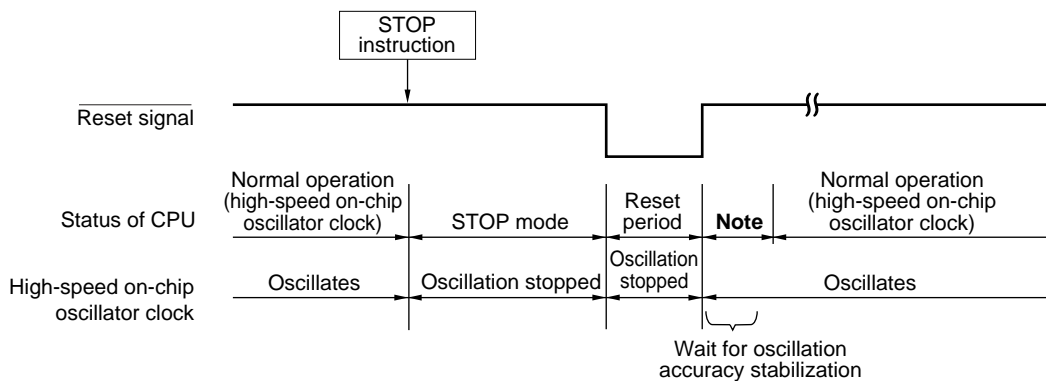 STOP
instruction
Reset signal
Status of CPU
Normal operation
(high-speed on-chip
oscillator clock)
STOP mode
Reset
period
Note
Normal operation
(high-speed on-chip
oscillator clock)
High-speed on-chip
oscillator clock
Oscillates
Oscillation stopped
Oscillation
stopped
Oscillates
Wait for oscillation
accuracy stabilization